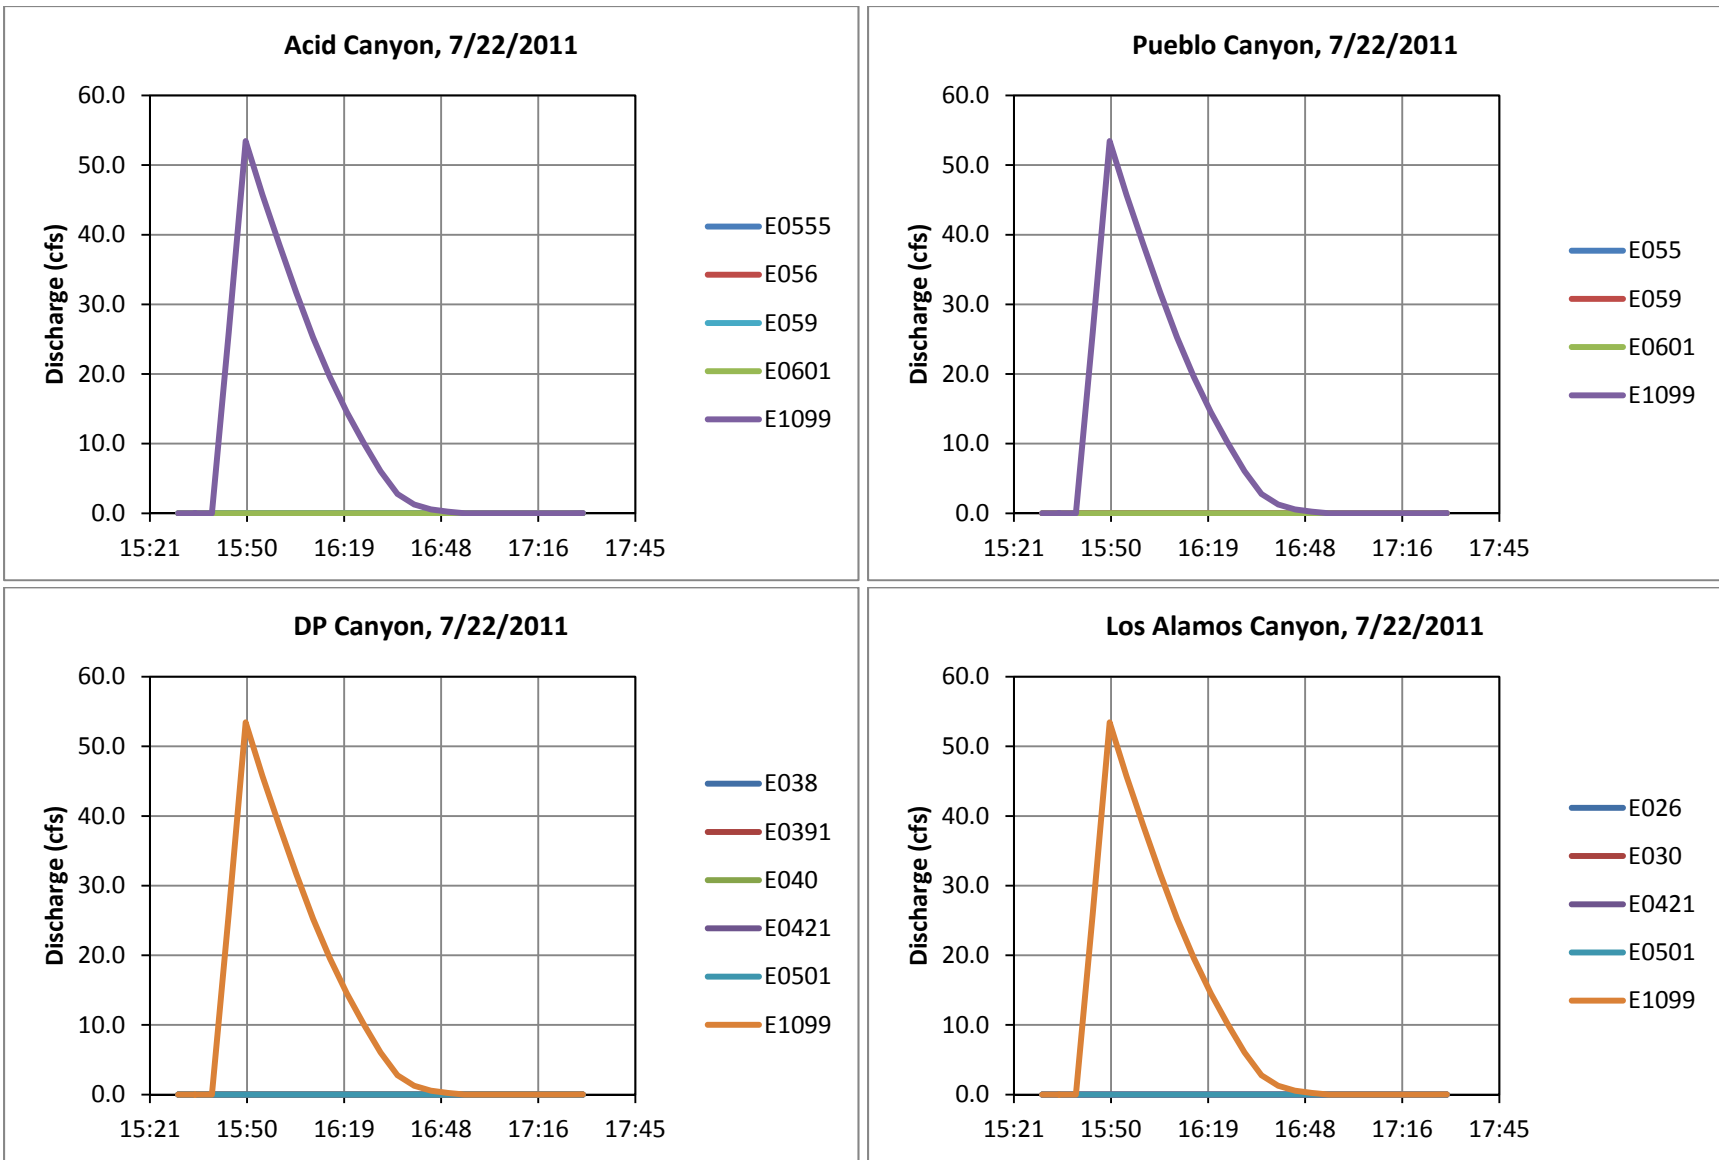 Acid Canyon, 7/22/2011
60.0
50.0
40.0
30.0
20.0
10.0
0.0
Discharge (cfs)
15:21 15:50 16:19 16:48 17:16 17:45
E0555
E056
E059
E0601
E1099
Pueblo Canyon, 7/22/2011
60.0
50.0
40.0
30.0
20.0
10.0
0.0
Discharge (cfs)
15:21 15:50 16:19 16:48 17:16 17:45
E055
E059
E0601
E1099
DP Canyon, 7/22/2011
60.0
50.0
40.0
30.0
20.0
10.0
0.0
Discharge (cfs)
15:21 15:50 16:19 16:48 17:16 17:45
E038
E0391
E040
E0421
E0501
E1099
Los Alamos Canyon, 7/22/2011
60.0
50.0
40.0
30.0
20.0
10.0
0.0
Discharge (cfs)
15:21 15:50 16:19 16:48 17:16 17:45
E026
E030
E0421
E0501
E1099